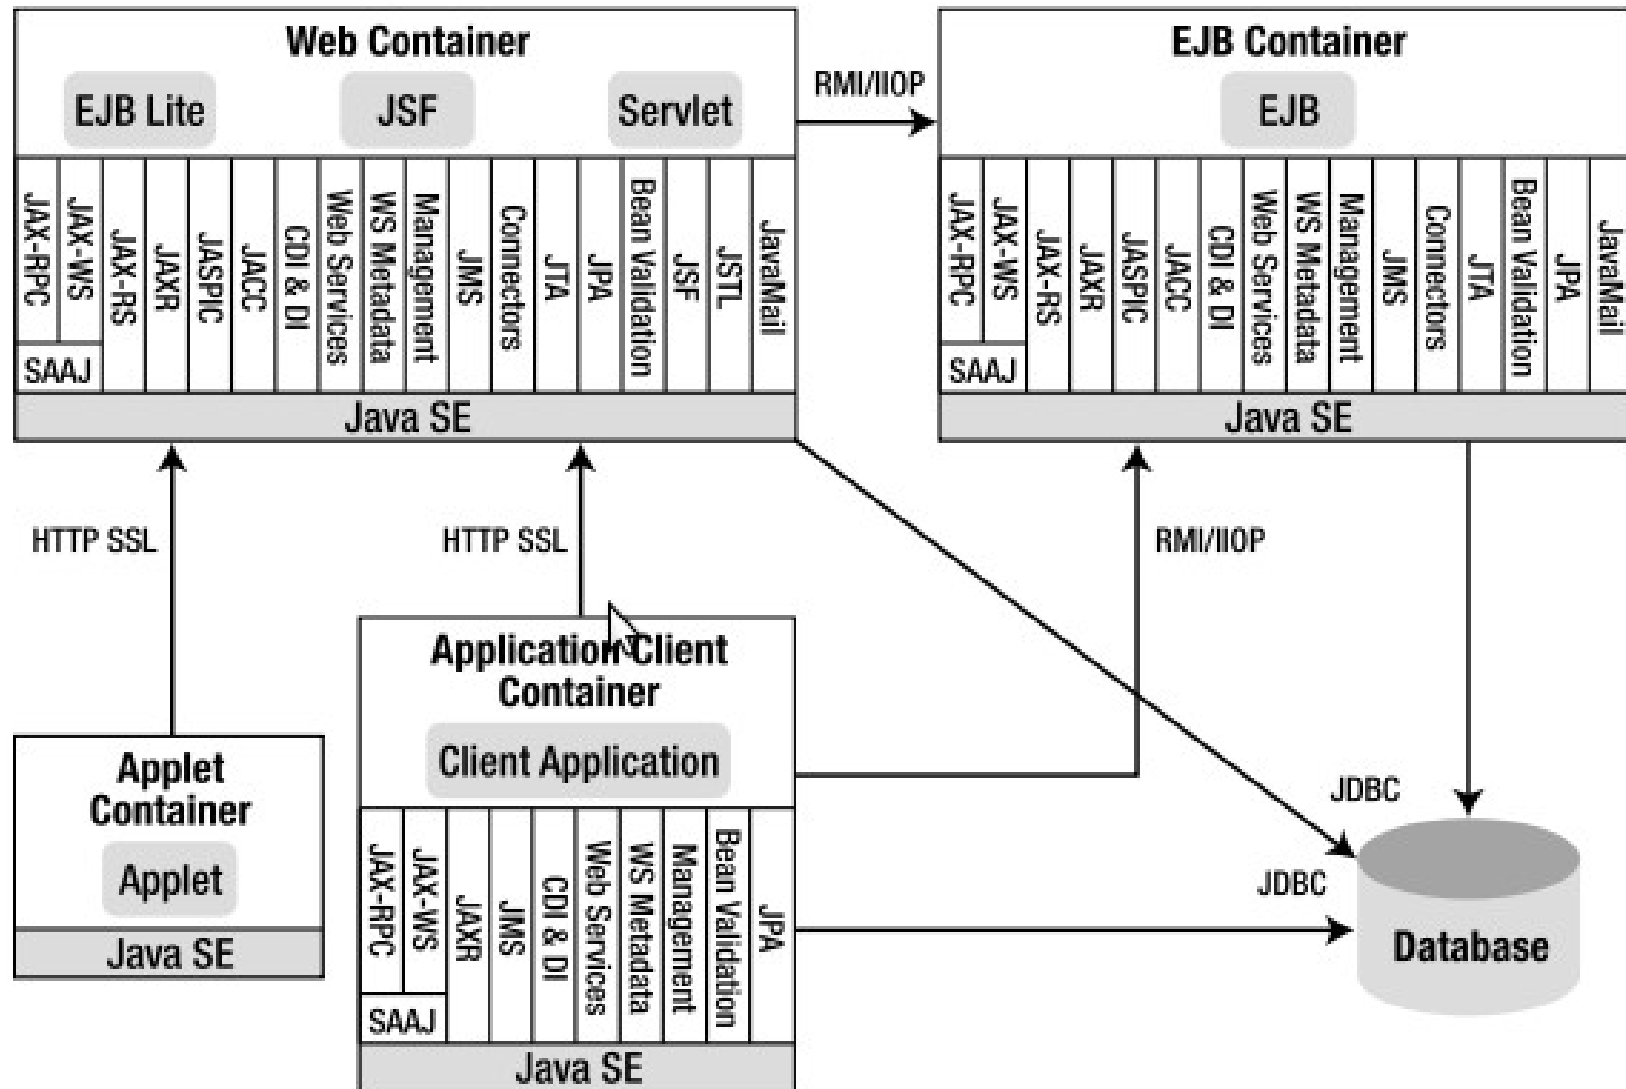 Web Container
EJB Lite
JSF
Servlet
JAX-RPC
JAX-WS
SAAJ
JAX-RS
JAXR
JASPIC
JACC
CDI & DI
Web Services
WS Metadata
Management
JMS
Connectors
JTA
JPA
Bean Validation
JSF
JSTL
JavaMail
Java SE
RMI/IIOP
EJB Container
EJB
JAX-RPC
JAX-WS
SAAJ
JAX-RS
JAXR
JASPIC
JACC
CDI & DI
Web Services
WS Metadata
Management
JMS
Connectors
JTA
Bean Validation
JPA
JavaMail
Java SE
HTTP SSL
HTTP SSL
RMI/IIOP
Application Client
Container
Client Application
JAX-RPC
JAX-WS
SAAJ
JAXR
JMS
CDI & DI
Web Services
WS Metadata
Management
Bean Validation
JPA
Java SE
Applet
Container
Applet
Java SE
JDBC
JDBC
Database